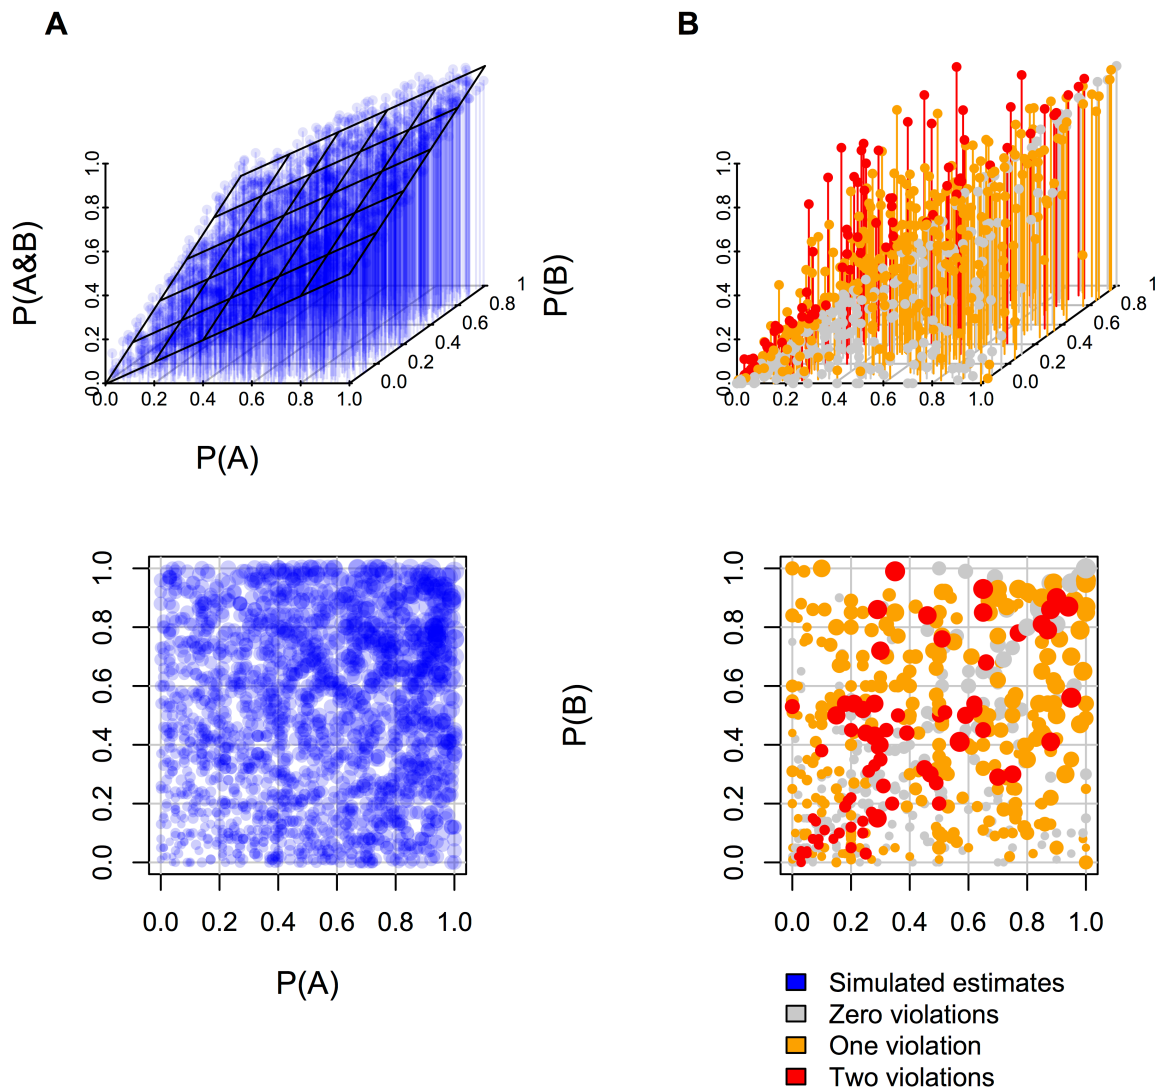 A
B
P(A&B)
0.0 0.2 0.4 0.6 0.8 1.0
0.0 0.2 0.4 0.6 0.8 1.0
0.0 0.2 0.4 0.6 0.8 1
P(A)
P(B)
0.0 0.2 0.4 0.6 0.8 1.0
0.0 0.2 0.4 0.6 0.8 1.0
0.0 0.2 0.4 0.6 0.8 1
0.0 0.2 0.4 0.6 0.8 1.0
0.0 0.2 0.4 0.6 0.8 1.0
P(A)
P(B)
0.0 0.2 0.4 0.6 0.8 1.0
0.0 0.2 0.4 0.6 0.8 1.0
Simulated estimates
Zero violations
One violation
Two violations